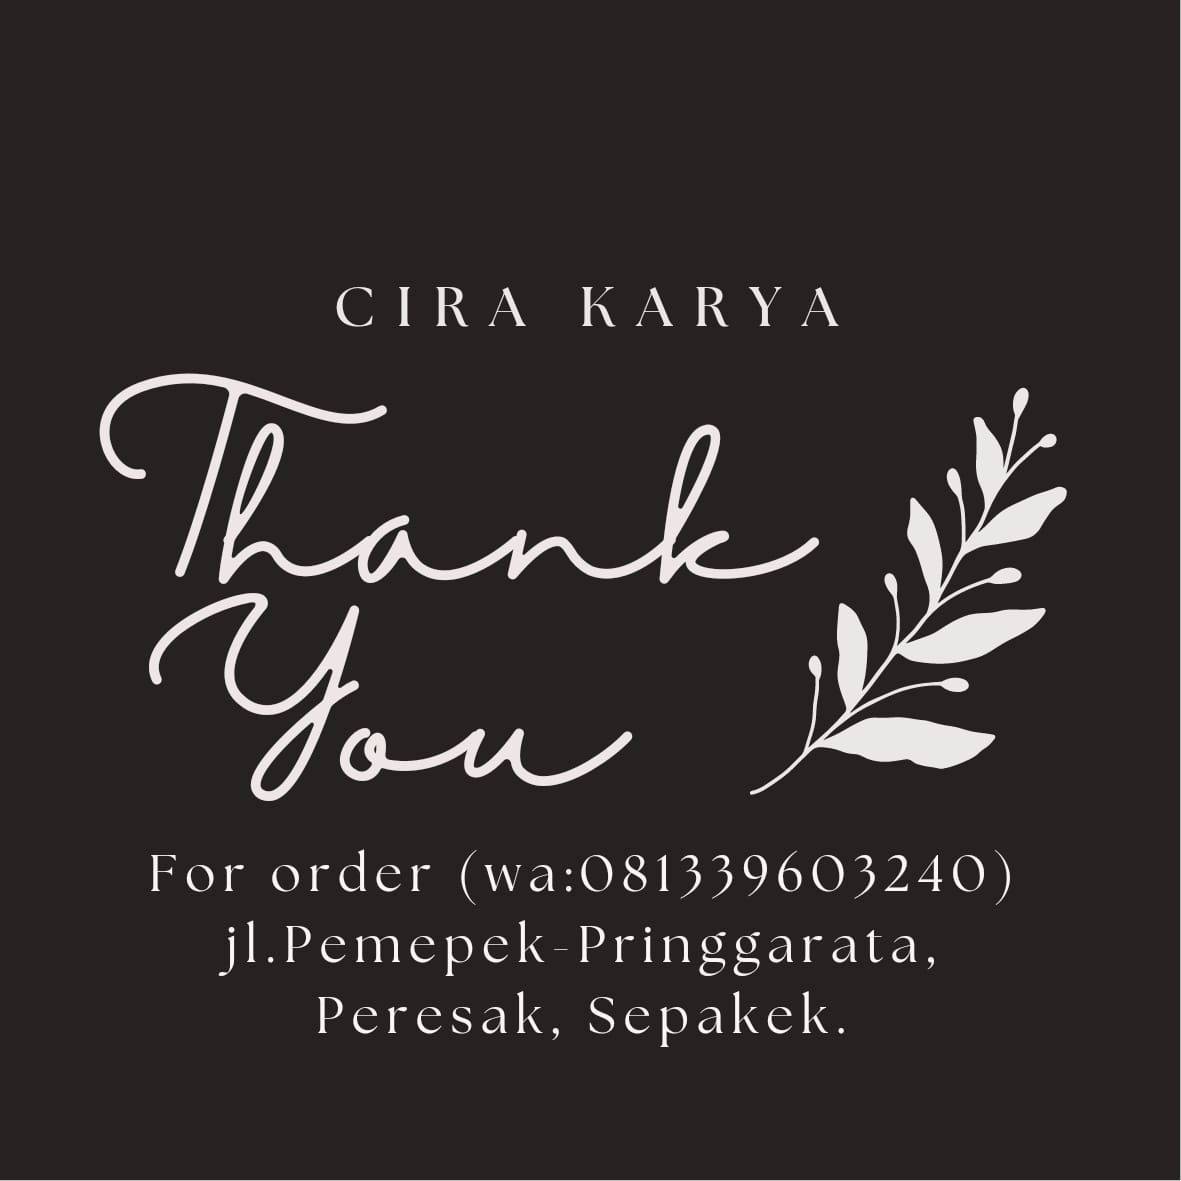 CIRA KARYA
Thank
You
For order (wa:081339603240)
jl.Pemepek-Pringgarata,
Peresak, Sepakek.